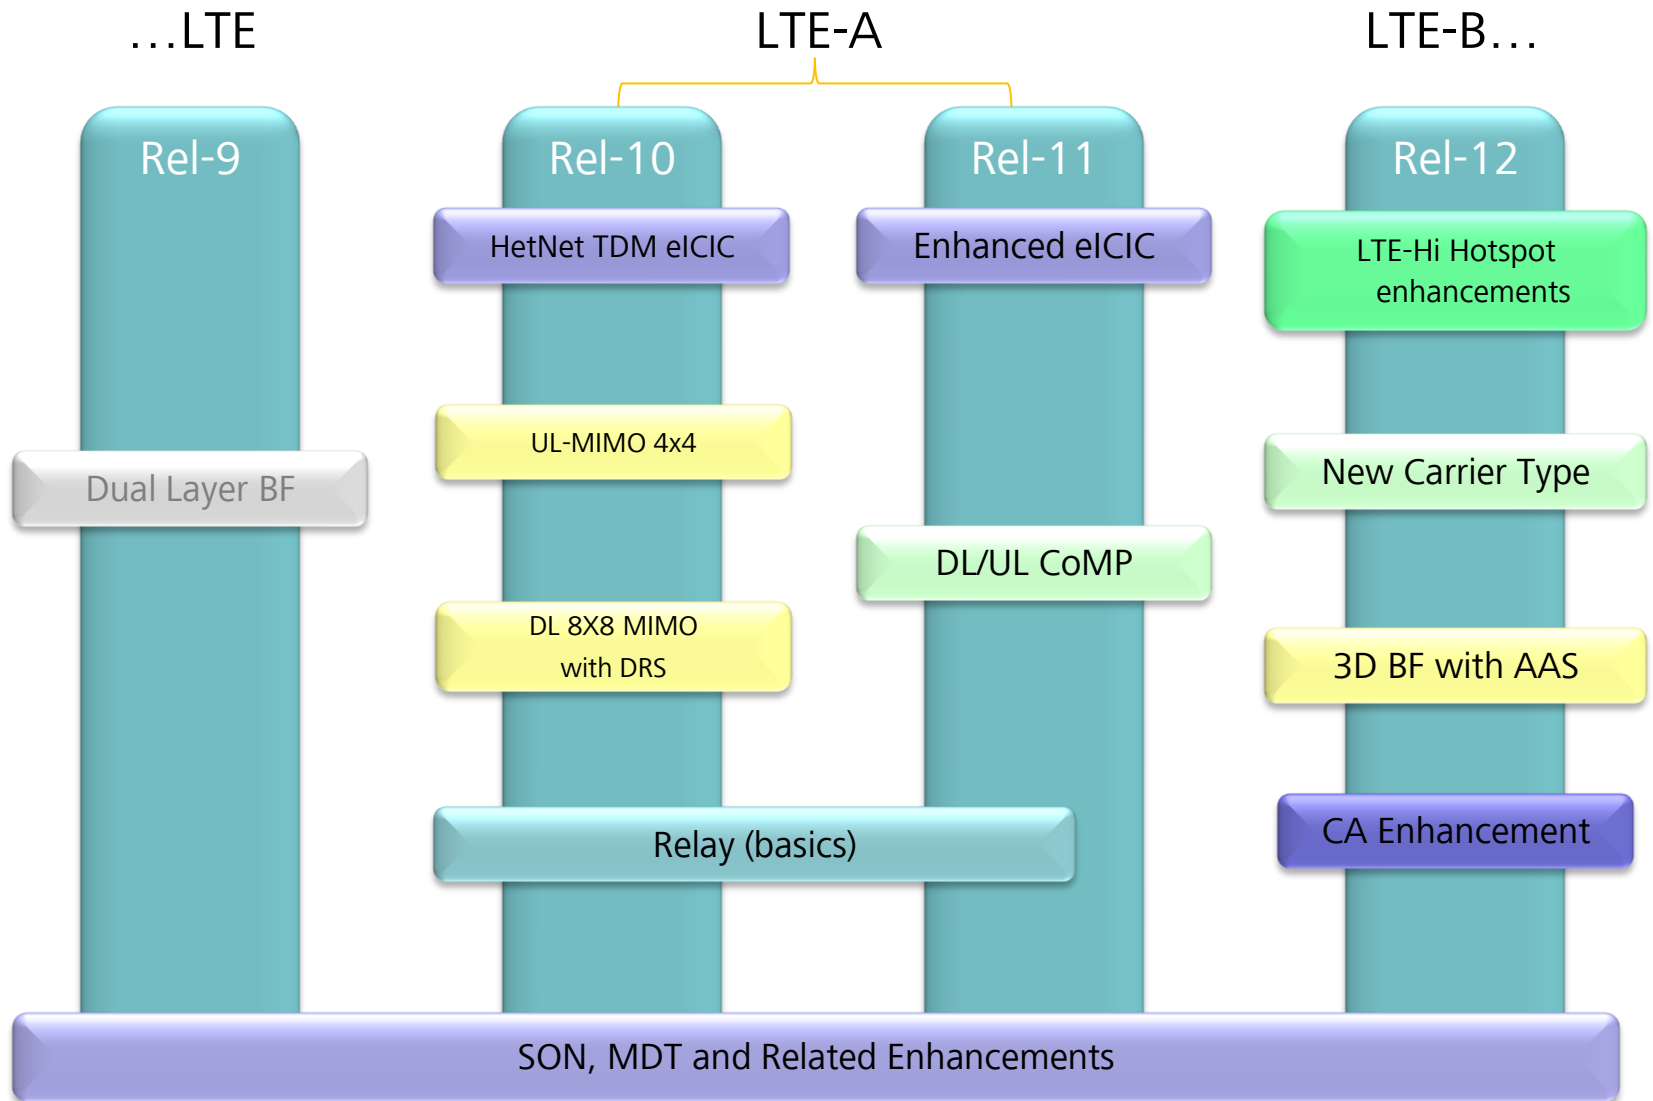 ...LTE
LTE-A
LTE-B...
Rel-9
Rel-10
Rel-11
Rel-12
HetNet TDM eICIC
Enhanced eICIC
LTE-Hi Hotspot
enhancements
UL-MIMO 4x4
New Carrier Type
Dual Layer BF
DL/UL CoMP
DL 8X8 MIMO
with DRS
3D BF with AAS
Relay (basics)
CA Enhancement
SON, MDT and Related Enhancements